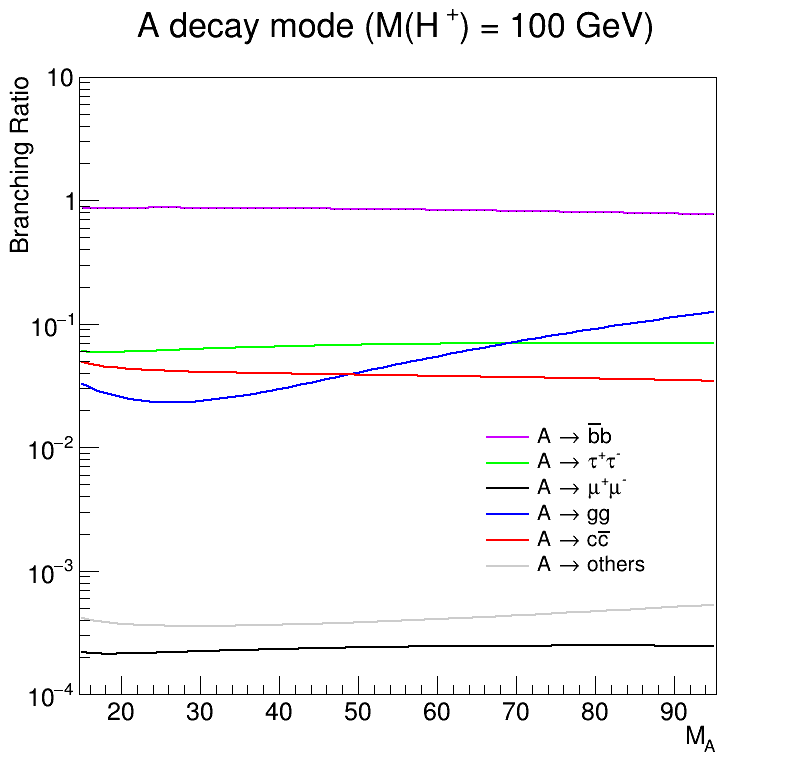 A decay mode (M(H⁺) = 100 GeV)
Branching Ratio
10
1
10⁻¹
10⁻²
10⁻³
10⁻⁴
A → b̅b
A → τ⁺τ⁻
A → μ⁺μ⁻
A → gg
A → cc̅
A → others
20 30 40 50 60 70 80 90
M_A